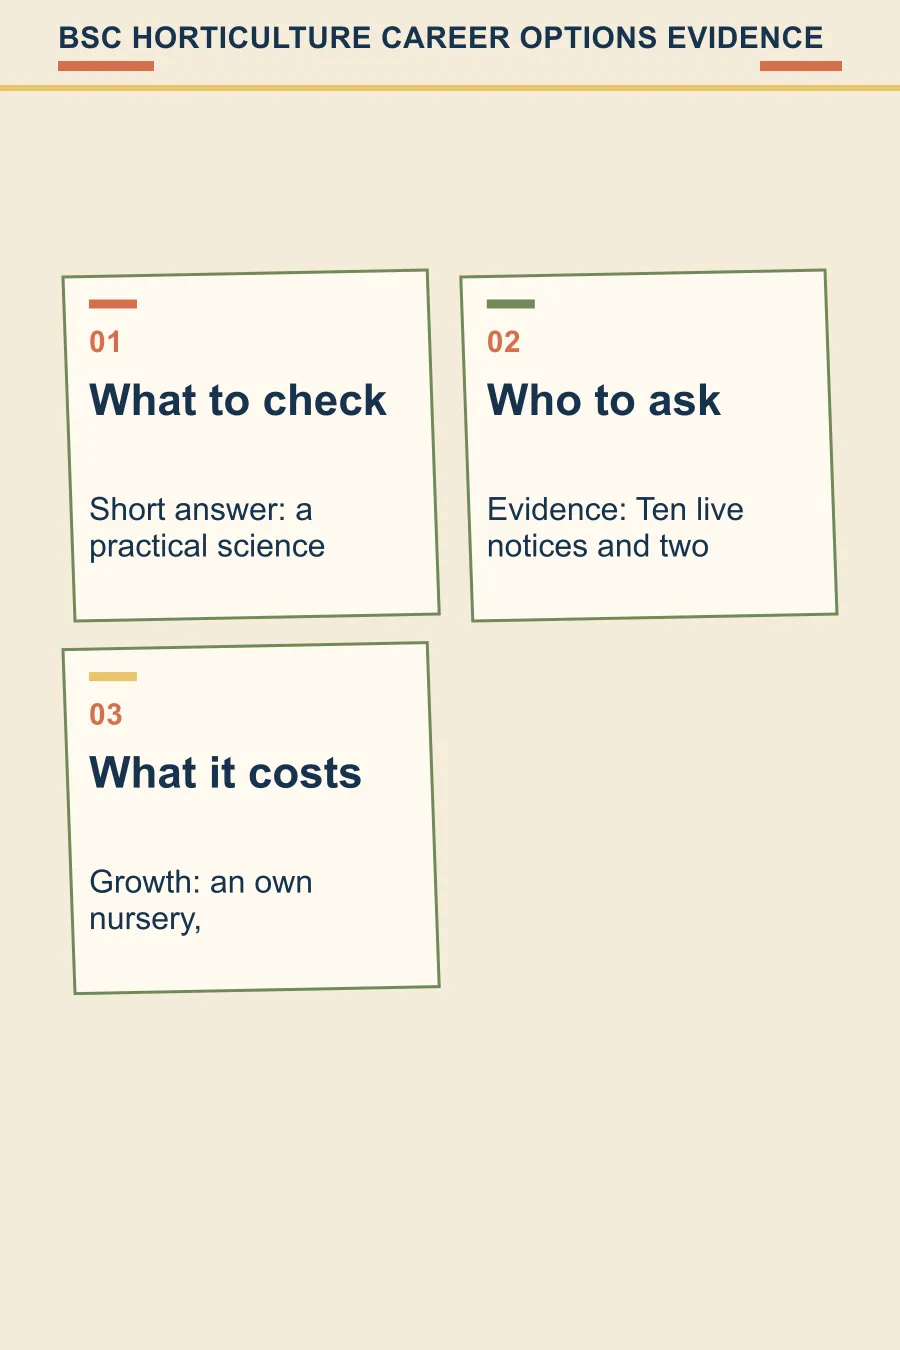 BSC HORTICULTURE CAREER OPTIONS EVIDENCE
01
What to check
Short answer: a
practical science
02
Who to ask
Evidence: Ten live
notices and two
03
What it costs
Growth: an own
nursery,